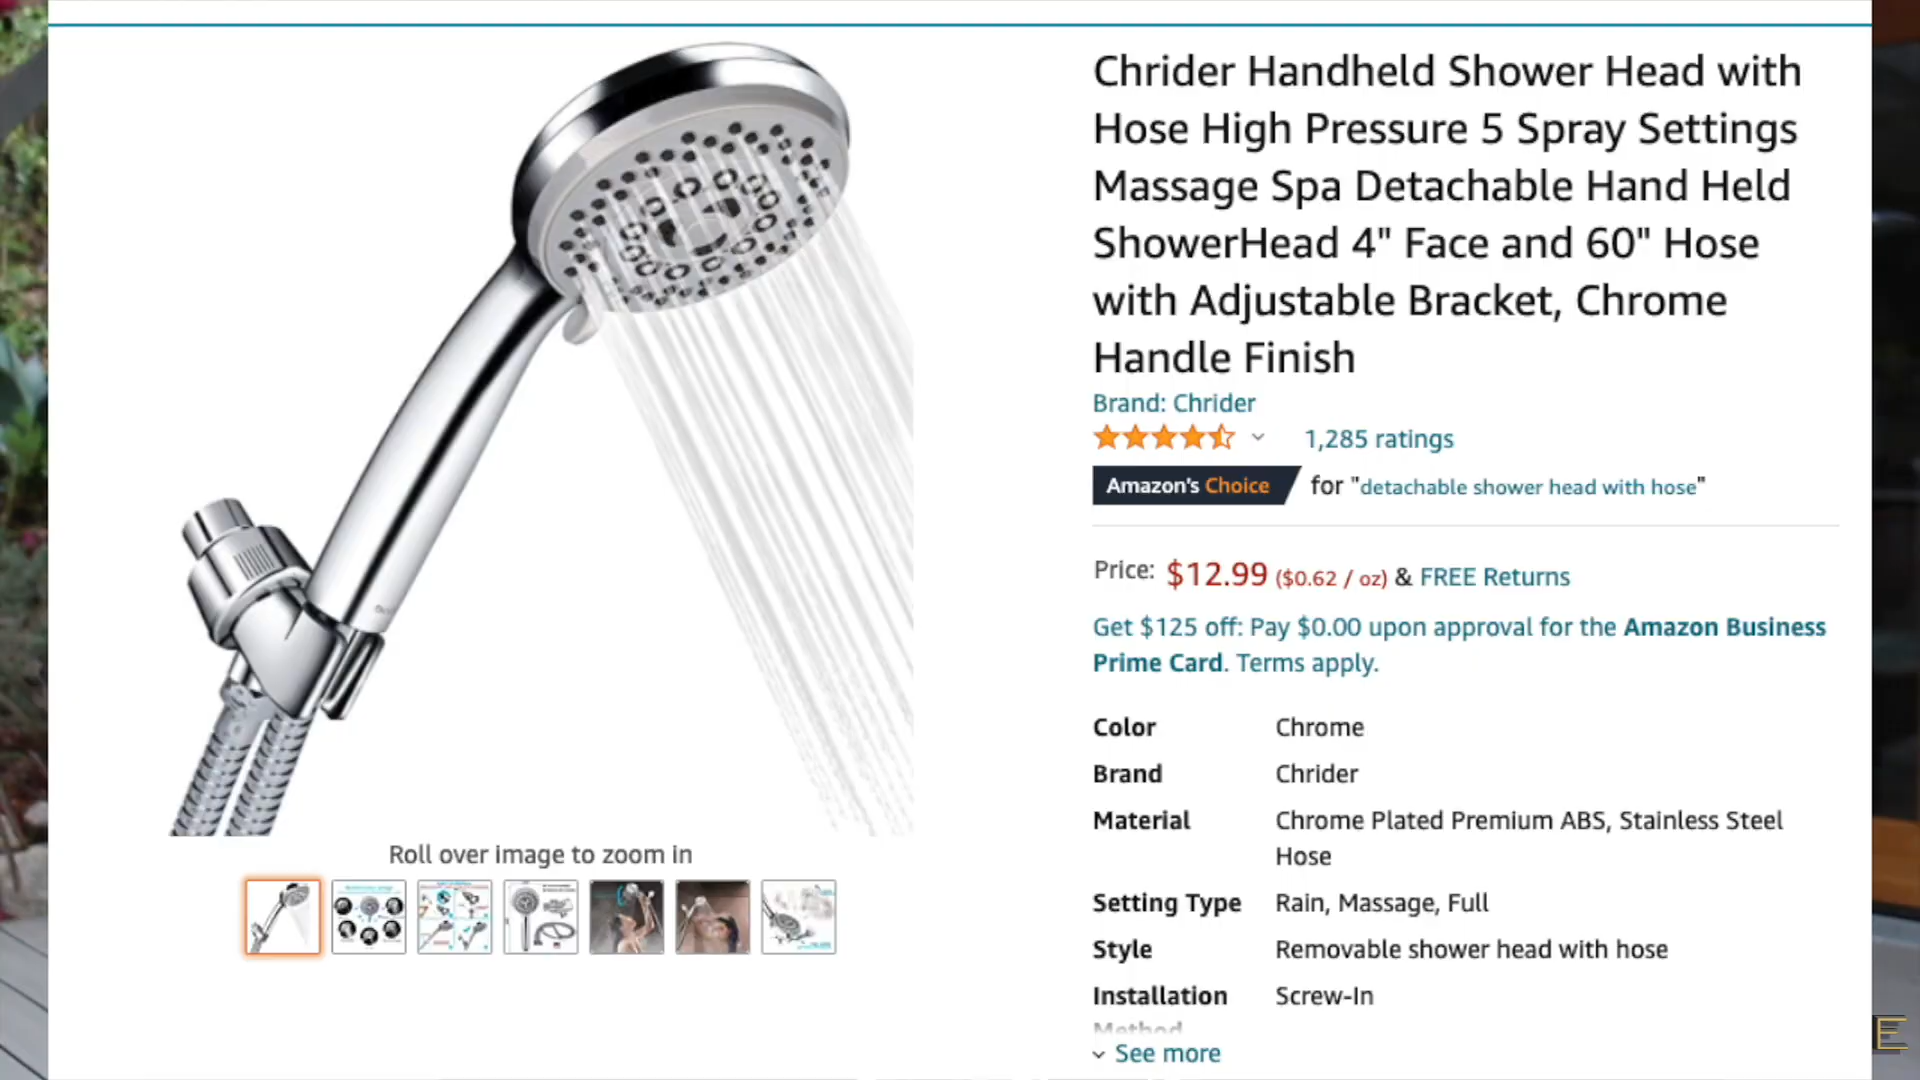 Chrider Handheld Shower Head with
Hose High Pressure 5 Spray Settings
Massage Spa Detachable Hand Held
ShowerHead 4" Face and 60" Hose
with Adjustable Bracket, Chrome
Handle Finish
Brand: Chrider
1,285 ratings
Amazon's Choice for "detachable shower head with hose"
Price: $12.99 ($0.62 / oz) & FREE Returns
Get $125 off: Pay $0.00 upon approval for the Amazon Business
Prime Card. Terms apply.
Color Chrome
Brand Chrider
Material Chrome Plated Premium ABS, Stainless Steel
Hose
Setting Type Rain, Massage, Full
Style Removable shower head with hose
Installation Screw-In
Method
See more
Roll over image to zoom in
E